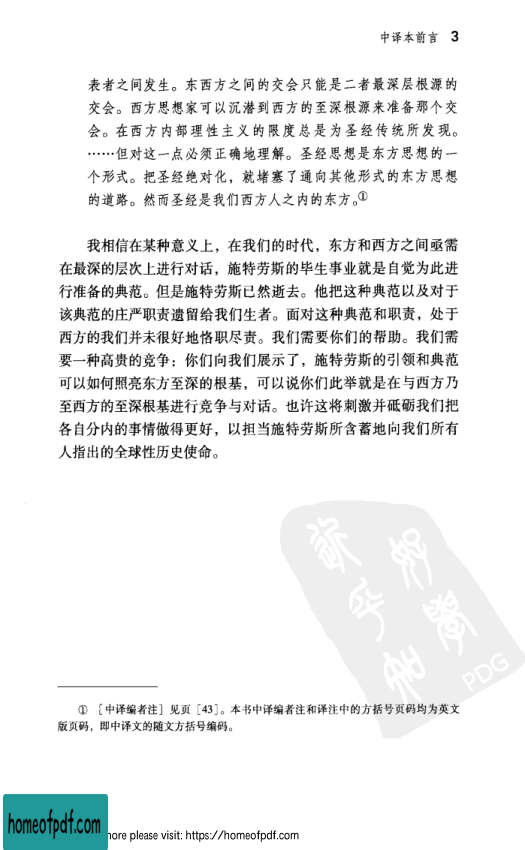 中译本前言 3
表者之间发生。东西方之间的交会只能是二者最深层根源的
交会。西方思想家可以沉潜到西方的至深根源来准备那个交
会。在西方内部理性主义的限度总是为圣经传统所发现。
……但对这一点必须正确地理解。圣经思想是东方思想的一
个形式。把圣经绝对化，就堵塞了通向其他形式的东方思想
的道路。然而圣经是我们西方人之内的东方。①
我相信在某种意义上，在我们的时代，东方和西方之间亟需
在最深的层次上进行对话，施特劳斯的毕生事业就是自觉为此进
行准备的典范。但是施特劳斯已然逝去。他把这种典范以及对于
该典范的庄严职责遗留给我们生者。面对这种典范和职责，处于
西方的我们并未很好地恪职尽责。我们需要你们的帮助。我们需
要一种高贵的竞争：你们向我们展示了，施特劳斯的引领和典范
可以如何照亮东方至深的根基，可以说你们此举就是在与西方乃
至西方的至深根基进行竞争与对话。也许这将刺激并砥砺我们把
各自分内的事情做得更好，以担当施特劳斯所含蓄地向我们所有
人指出的全球性历史使命。
PDG
① ［中译编者注］见页［43］。本书中译编者注和译注中的方括号页码均为英文
版页码，即中译文的随文方括号编码。
homeofpdf.com
more please visit: https://homeofpdf.com